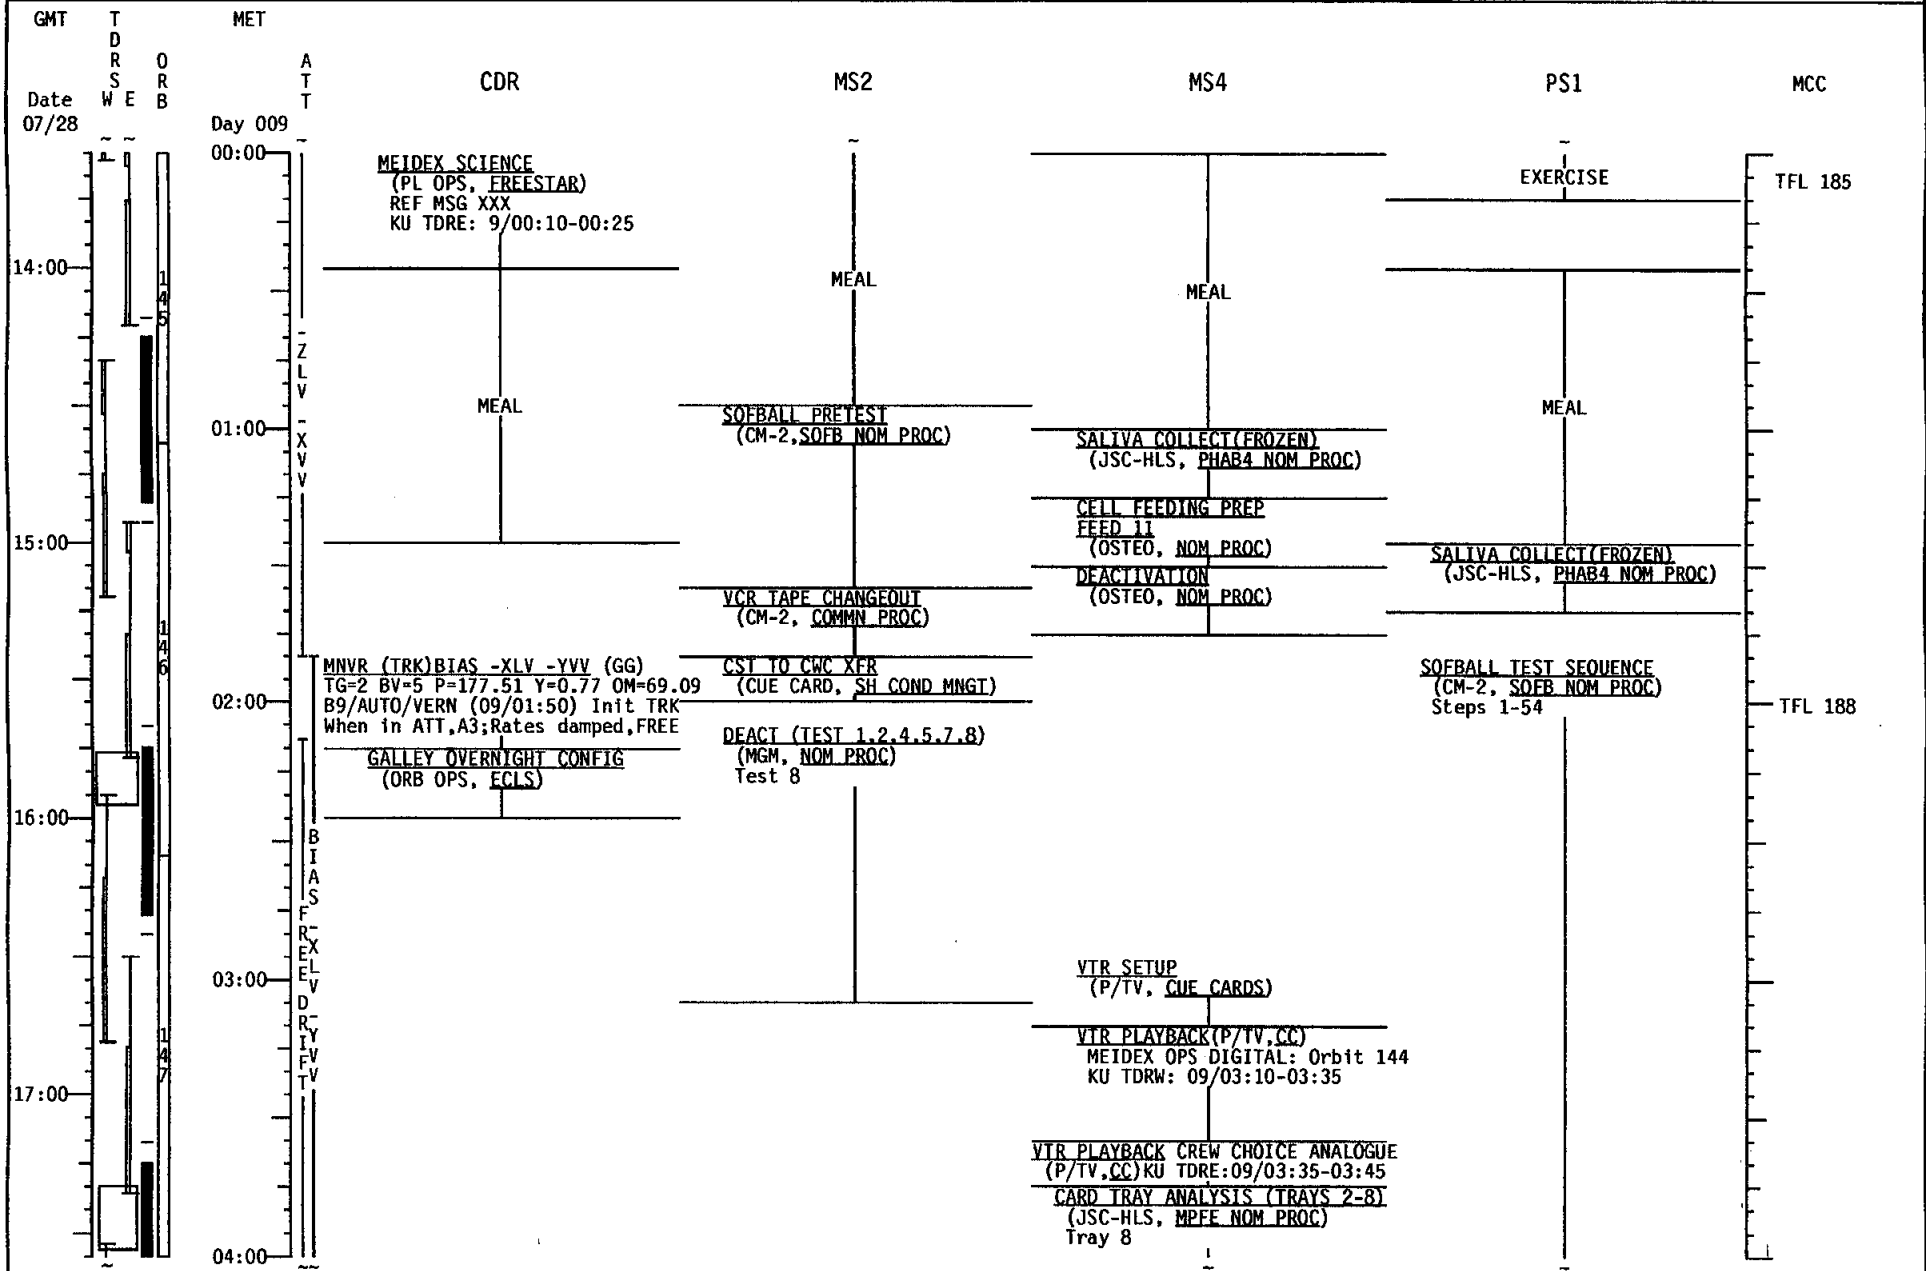 GMT
TDRS
W E
ORB
MET
ATT
CDR
MS2
MS4
PS1
MCC
Date
07/28
Day 009
00:00
01:00
02:00
03:00
04:00
14:00
15:00
16:00
17:00
145
146
147
-ZLV -XVV
BIAS -XLV -YVV
FREE DRIFT
MEIDEX SCIENCE
(PL OPS, FREESTAR)
REF MSG XXX
KU TDRE: 9/00:10-00:25
MEAL
MNVR (TRK)BIAS -XLV -YVV (GG)
TG=2 BV=5 P=177.51 Y=0.77 OM=69.09
B9/AUTO/VERN (09/01:50) Init TRK
When in ATT,A3;Rates damped,FREE
GALLEY OVERNIGHT CONFIG
(ORB OPS, ECLS)
MEAL
SOFBALL PRETEST
(CM-2,SOFB NOM PROC)
VCR TAPE CHANGEOUT
(CM-2, COMMN PROC)
CST TO CWC XFR
(CUE CARD, SH COND MNGT)
DEACT (TEST 1,2,4,5,7,8)
(MGM, NOM PROC)
Test 8
MEAL
SALIVA COLLECT(FROZEN)
(JSC-HLS, PHAB4 NOM PROC)
CELL FEEDING PREP
FEED 11
(OSTEO, NOM PROC)
DEACTIVATION
(OSTEO, NOM PROC)
VTR SETUP
(P/TV, CUE CARDS)
VTR PLAYBACK(P/TV,CC)
MEIDEX OPS DIGITAL: Orbit 144
KU TDRW: 09/03:10-03:35
VTR PLAYBACK CREW CHOICE ANALOGUE
(P/TV,CC)KU TDRE:09/03:35-03:45
CARD TRAY ANALYSIS (TRAYS 2-8)
(JSC-HLS, MPFE NOM PROC)
Tray 8
EXERCISE
MEAL
SALIVA COLLECT(FROZEN)
(JSC-HLS, PHAB4 NOM PROC)
SOFBALL TEST SEQUENCE
(CM-2, SOFB NOM PROC)
Steps 1-54
TFL 185
TFL 188